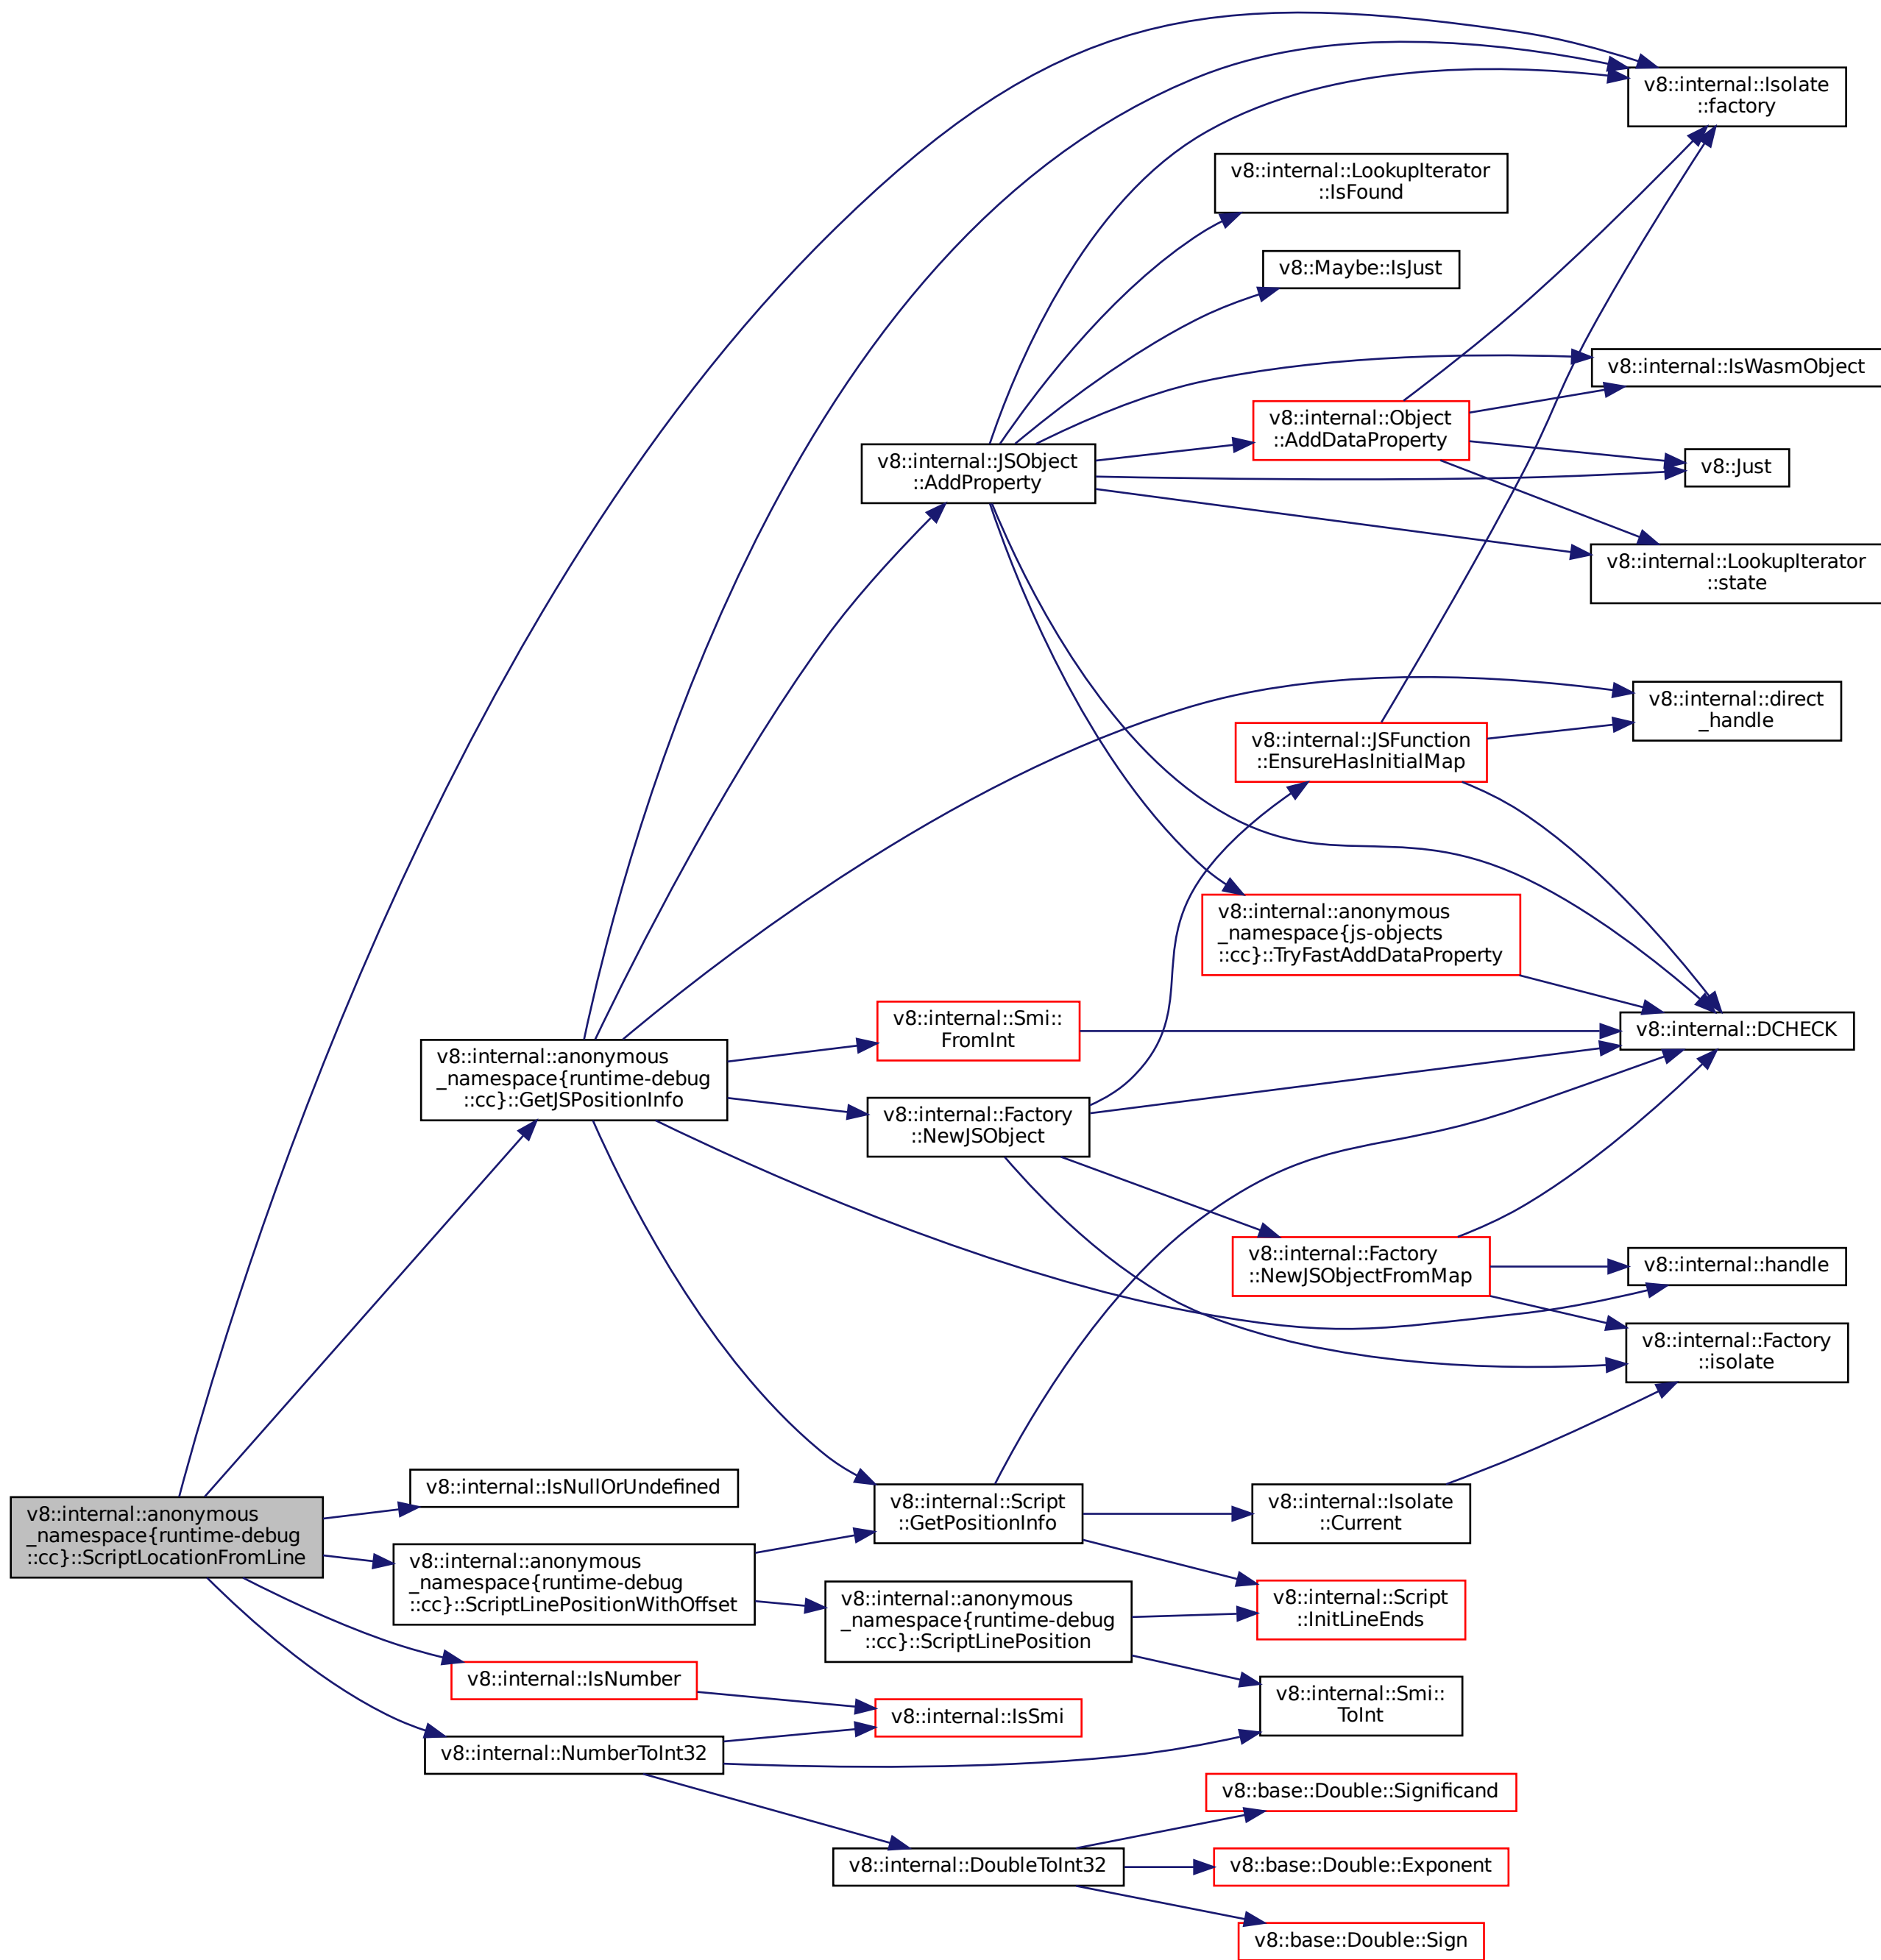 v8::internal::Isolate
::factory
v8::internal::LookupIterator
::IsFound
v8::Maybe::IsJust
v8::internal::IsWasmObject
v8::internal::Object
::AddDataProperty
v8::internal::JSObject
::AddProperty
v8::Just
v8::internal::LookupIterator
::state
v8::internal::direct
_handle
v8::internal::JSFunction
::EnsureHasInitialMap
v8::internal::anonymous
_namespace{js-objects
::cc}::TryFastAddDataProperty
v8::internal::Smi::
FromInt
v8::internal::DCHECK
v8::internal::anonymous
_namespace{runtime-debug
::cc}::GetJSPositionInfo
v8::internal::Factory
::NewJSObject
v8::internal::Factory
::NewJSObjectFromMap
v8::internal::handle
v8::internal::Factory
::isolate
v8::internal::IsNullOrUndefined
v8::internal::Script
::GetPositionInfo
v8::internal::Isolate
::Current
v8::internal::anonymous
_namespace{runtime-debug
::cc}::ScriptLocationFromLine
v8::internal::anonymous
_namespace{runtime-debug
::cc}::ScriptLinePositionWithOffset
v8::internal::anonymous
_namespace{runtime-debug
::cc}::ScriptLinePosition
v8::internal::Script
::InitLineEnds
v8::internal::IsNumber
v8::internal::IsSmi
v8::internal::Smi::
ToInt
v8::internal::NumberToInt32
v8::base::Double::Significand
v8::internal::DoubleToInt32
v8::base::Double::Exponent
v8::base::Double::Sign